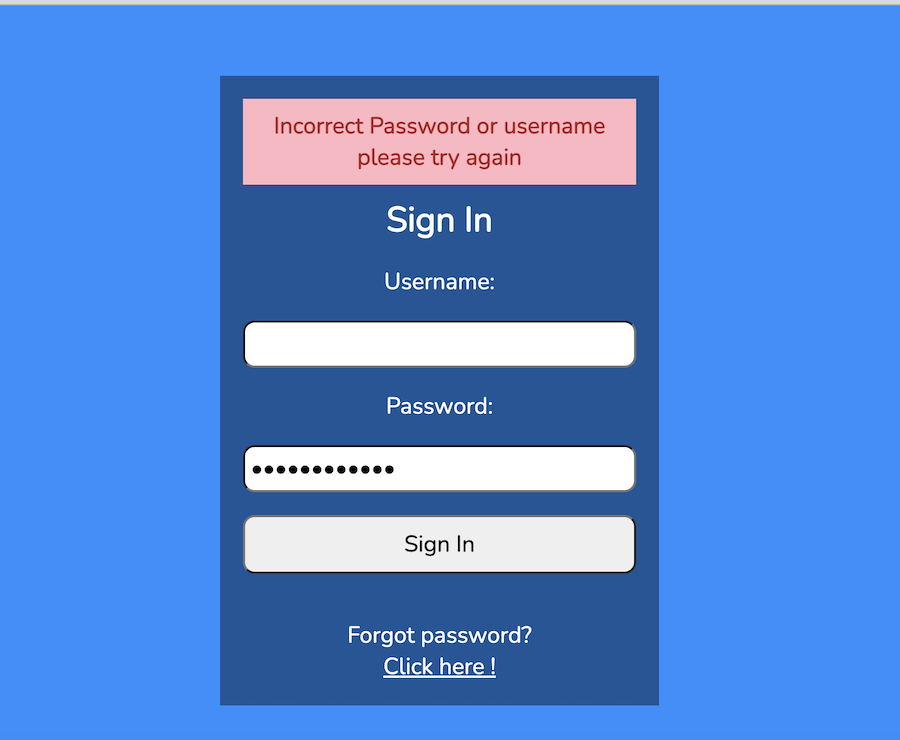 Incorrect Password or username
please try again
Sign In
Username:
Password:
••••••••••••
Sign In
Forgot password?
Click here !